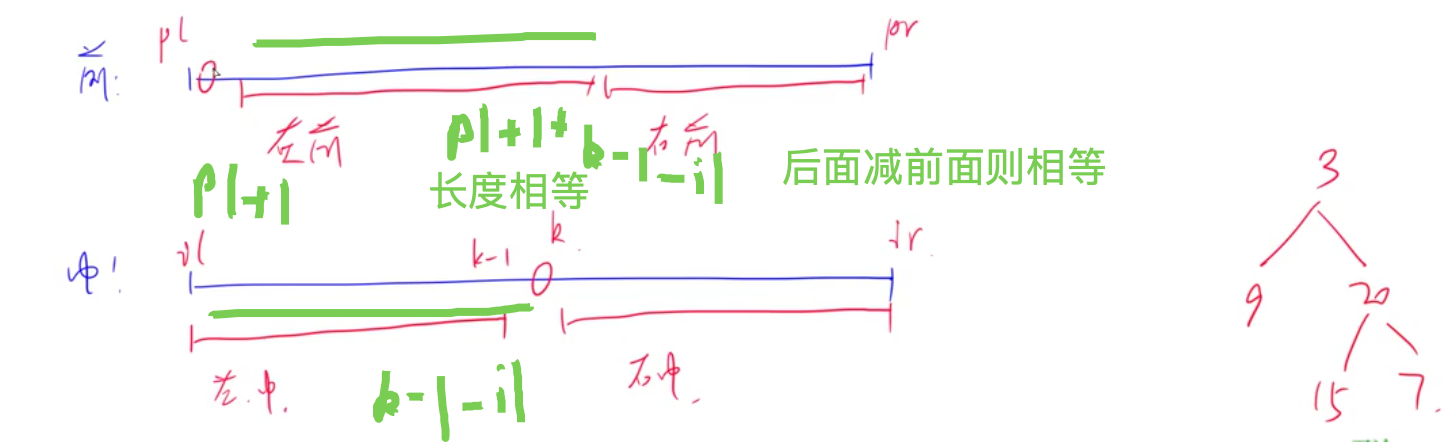 pl
pr
前:
左前
右前
pl+1+
k-1-il
pl+1
长度相等
后面减前面则相等
il
k-1
k
ir
中:
左中.
右中.
k-1-il
3
9
20
15
7.